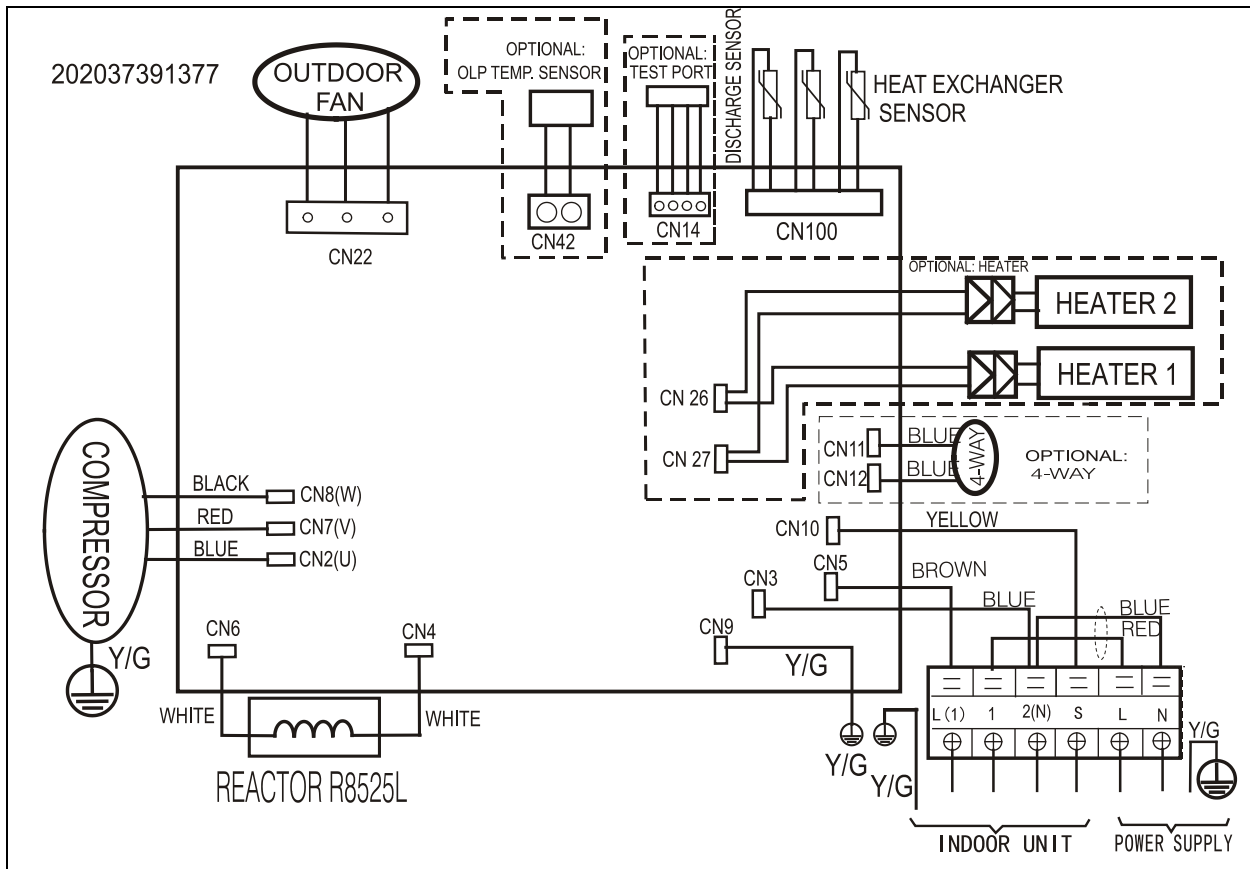 202037391377
OUTDOOR
FAN
OPTIONAL:
OLP TEMP. SENSOR
OPTIONAL:
TEST PORT
DISCHARGE SENSOR
HEAT EXCHANGER
SENSOR
CN22
CN42
CN14
CN100
OPTIONAL: HEATER
HEATER 2
HEATER 1
CN 26
CN 27
CN11
BLUE
CN12
BLUE
4-WAY
OPTIONAL:
4-WAY
COMPRESSOR
BLACK
CN8(W)
RED
CN7(V)
BLUE
CN2(U)
Y/G
CN10
YELLOW
CN5
BROWN
CN3
BLUE
BLUE
RED
CN9
Y/G
CN6
CN4
WHITE
WHITE
REACTOR R8525L
L(1) 1 2(N) S L N
Y/G
Y/G
Y/G
INDOOR UNIT
POWER SUPPLY